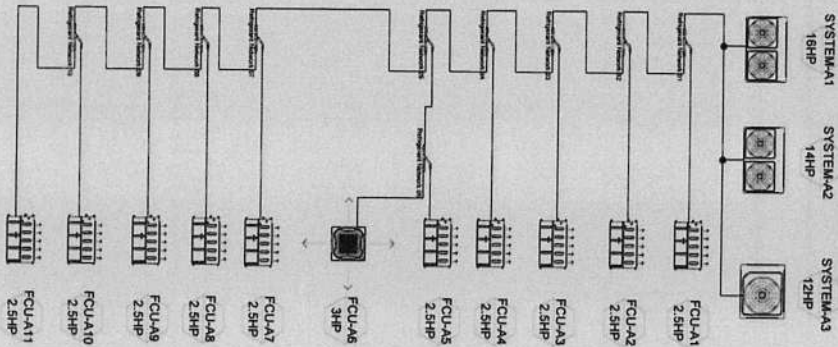 SYSTEM-A1
16HP
SYSTEM-A2
14HP
SYSTEM-A3
12HP
FCU-A1
2.5HP
FCU-A2
2.5HP
FCU-A3
2.5HP
FCU-A4
2.5HP
FCU-A5
2.5HP
FCU-A6
3HP
FCU-A7
2.5HP
FCU-A8
2.5HP
FCU-A9
2.5HP
FCU-A10
2.5HP
FCU-A11
2.5HP